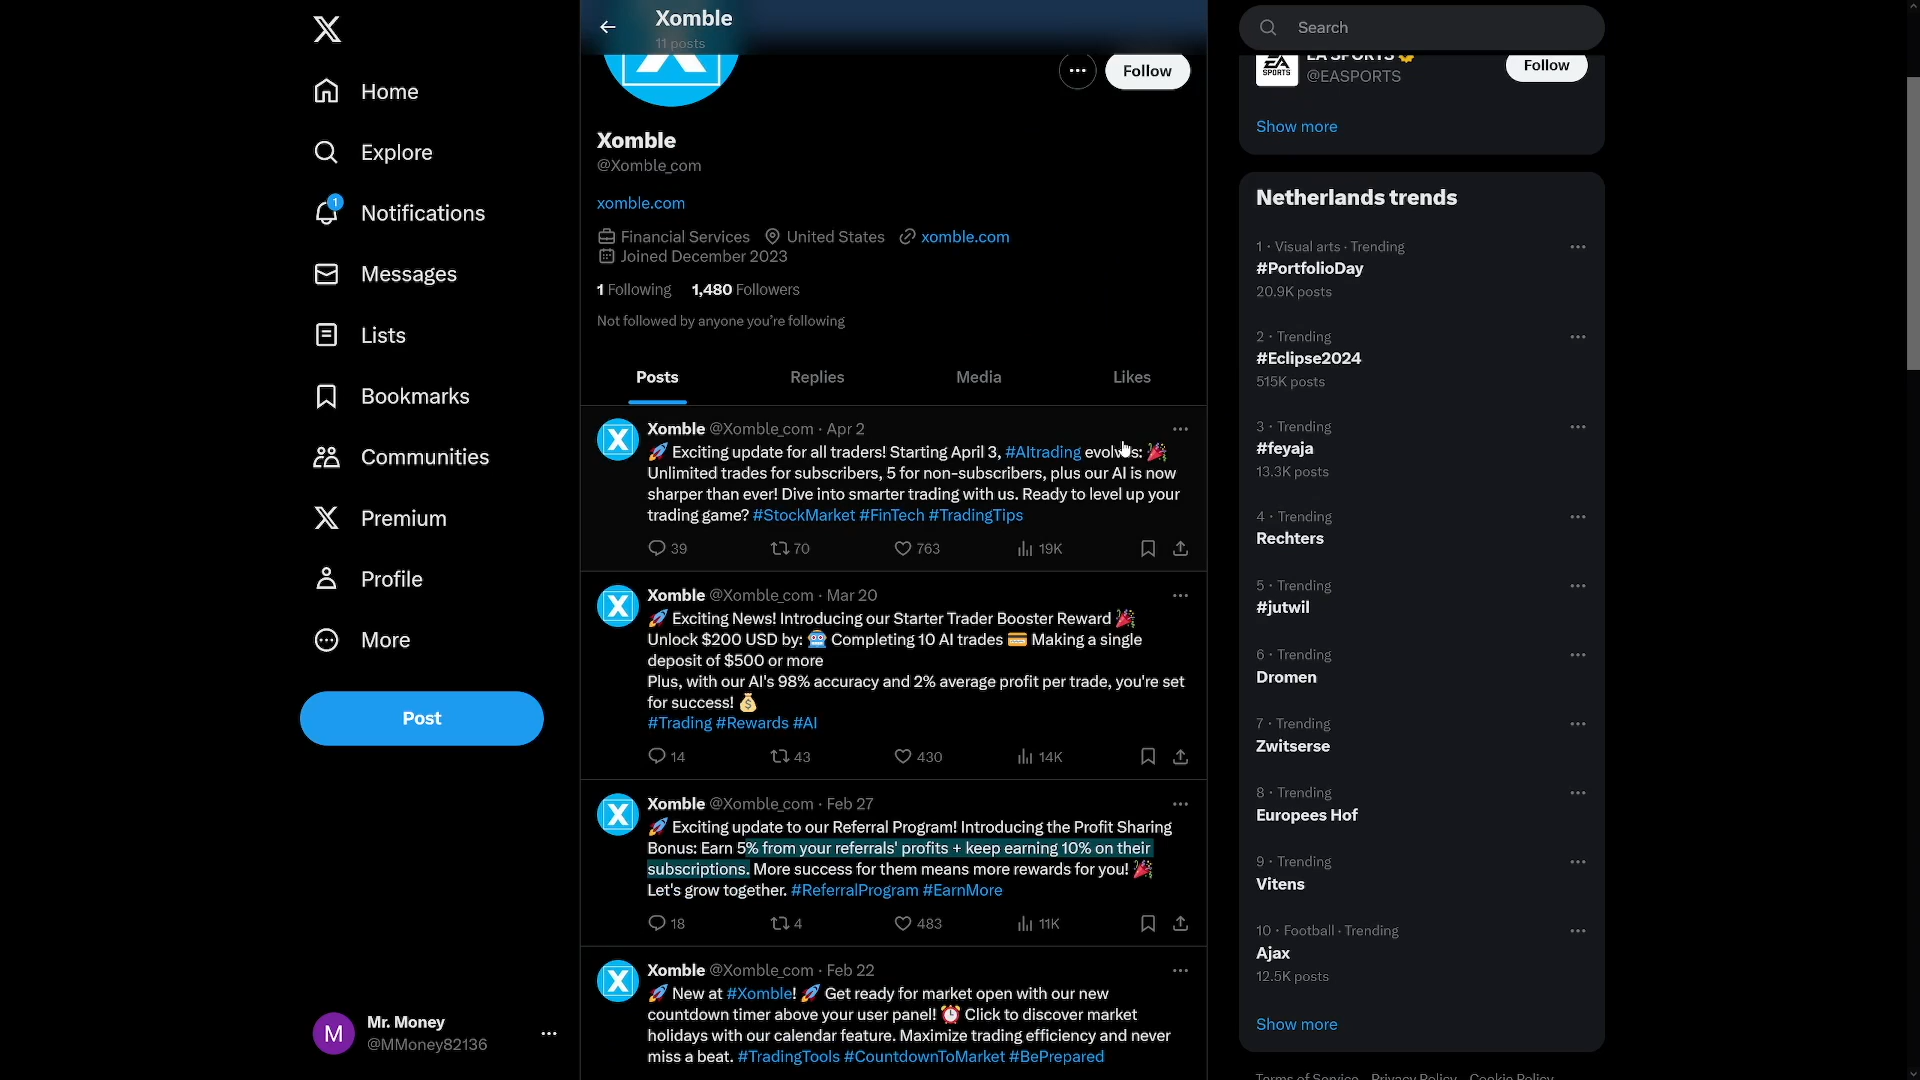 Home
Explore
1
Notifications
Messages
Lists
Bookmarks
Communities
Premium
Profile
More
Post
M
Mr. Money
@MMoney82136
Xomble
11 posts
Follow
Xomble
@Xomble_com
xomble.com
Financial Services United States xomble.com
Joined December 2023
1 Following 1,480 Followers
Not followed by anyone you're following
Posts Replies Media Likes
Xomble @Xomble_com · Apr 2
🚀 Exciting update for all traders! Starting April 3, #AItrading evolves: 🎉
Unlimited trades for subscribers, 5 for non-subscribers, plus our AI is now
sharper than ever! Dive into smarter trading with us. Ready to level up your
trading game? #StockMarket #FinTech #TradingTips
39 70 763 19K
Xomble @Xomble_com · Mar 20
🚀 Exciting News! Introducing our Starter Trader Booster Reward 🎉
Unlock $200 USD by: 🤖 Completing 10 AI trades 💳 Making a single
deposit of $500 or more
Plus, with our AI's 98% accuracy and 2% average profit per trade, you're set
for success! 💰
#Trading #Rewards #AI
14 43 430 14K
Xomble @Xomble_com · Feb 27
🚀 Exciting update to our Referral Program! Introducing the Profit Sharing
Bonus: Earn 5% from your referrals' profits + keep earning 10% on their
subscriptions. More success for them means more rewards for you! 🎉
Let's grow together. #ReferralProgram #EarnMore
18 4 483 11K
Xomble @Xomble_com · Feb 22
🚀 New at #Xomble! 🚀 Get ready for market open with our new
countdown timer above your user panel! ⏰ Click to discover market
holidays with our calendar feature. Maximize trading efficiency and never
miss a beat. #TradingTools #CountdownToMarket #BePrepared
Search
EA SPORTS
EA SPORTS
@EASPORTS
Follow
Show more
Netherlands trends
1 · Visual arts · Trending
#PortfolioDay
20.9K posts
2 · Trending
#Eclipse2024
515K posts
3 · Trending
#feyaja
13.3K posts
4 · Trending
Rechters
5 · Trending
#jutwil
6 · Trending
Dromen
7 · Trending
Zwitserse
8 · Trending
Europees Hof
9 · Trending
Vitens
10 · Football · Trending
Ajax
12.5K posts
Show more
Terms of Service Privacy Policy Cookie Policy